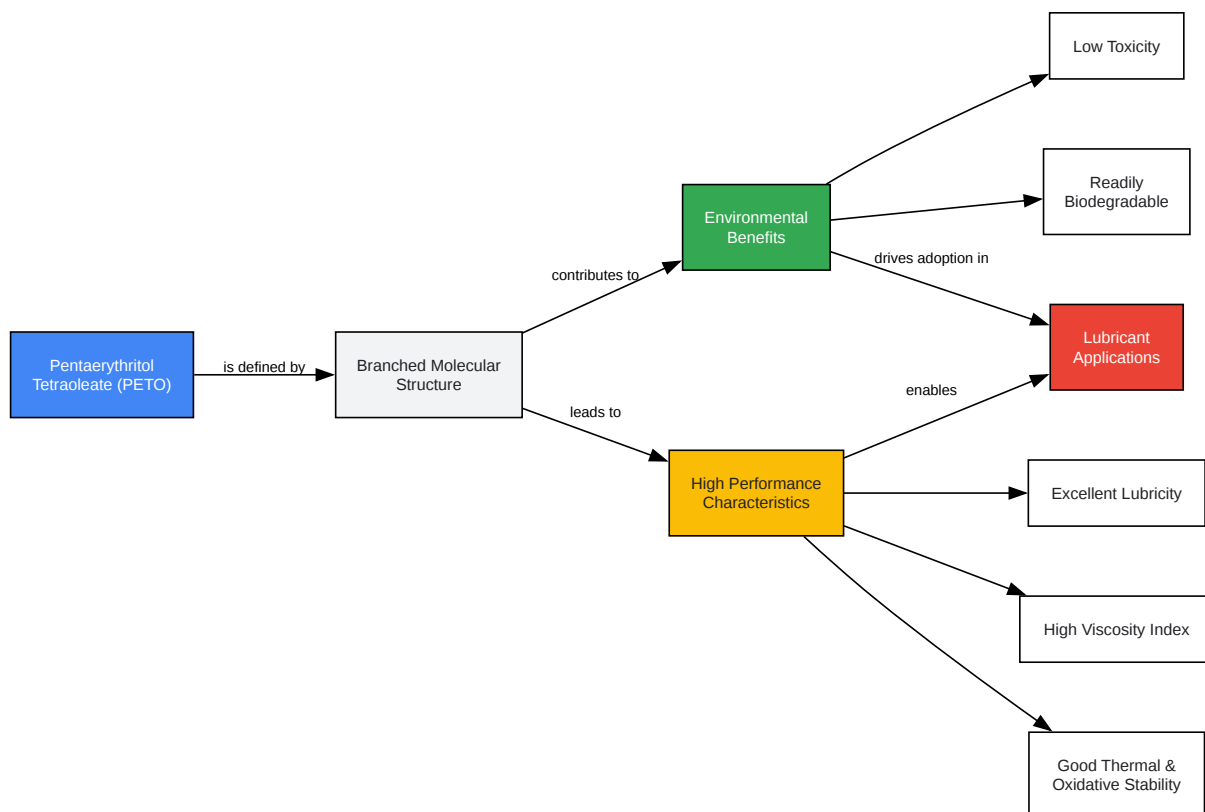 Low Toxicity
Readily
Biodegradable
Environmental
Benefits
contributes to
drives adoption in
Lubricant
Applications
Pentaerythritol
Tetraoleate (PETO)
is defined by
Branched Molecular
Structure
leads to
enables
High Performance
Characteristics
Excellent Lubricity
High Viscosity Index
Good Thermal &
Oxidative Stability